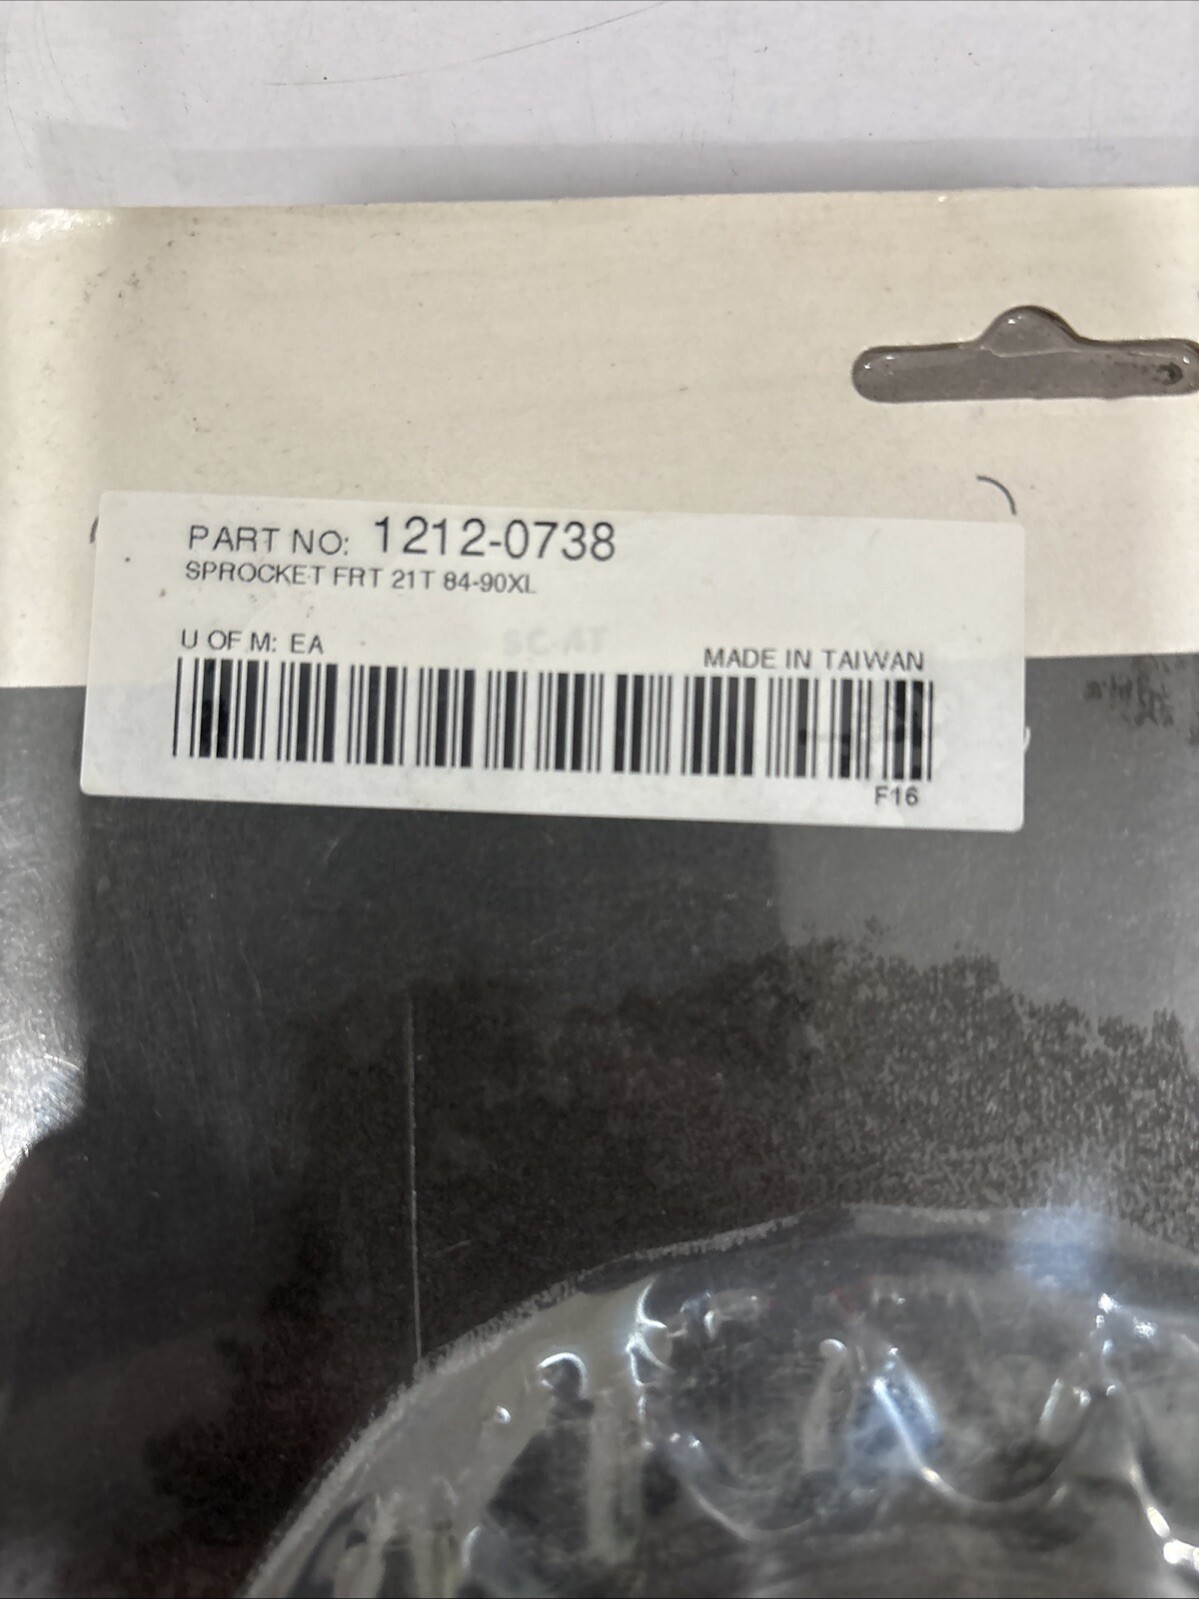 PART NO: 1212-0738
SPROCKET FRT 21T 84-90XL
U OF M: EA
MADE IN TAIWAN
F16